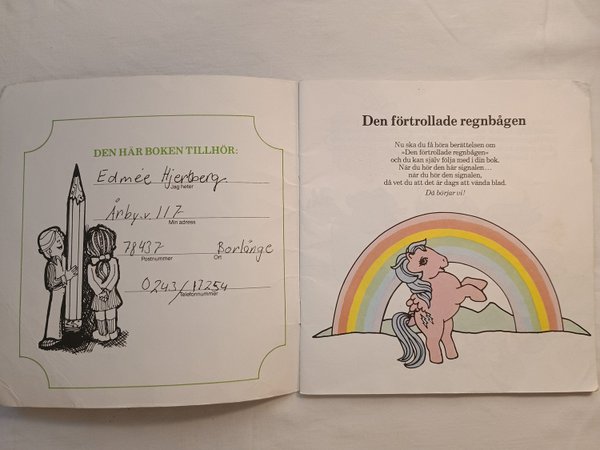 DEN HÄR BOKEN TILLHÖR:
Edmée Hjertberg
Jag heter
Årby.v. 117
Min adress
78437 Borlänge
Postnummer Ort
0243/17254
Telefonnummer
Den förtrollade regnbågen
Nu ska du få höra berättelsen om
»Den förtrollade regnbågen«
och du kan själv följa med i din bok.
När du hör den här signalen...
när du hör den signalen,
då vet du att det är dags att vända blad.
Då börjar vi!